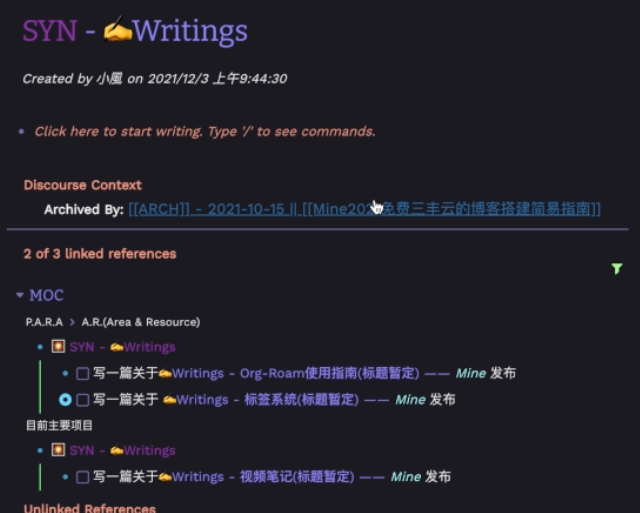 SYN - ✍️Writings
Created by 小風 on 2021/12/3 上午9:44:30
Click here to start writing. Type '/' to see commands.
Discourse Context
Archived By: [[ARCH]] - 2021-10-15 || [[Mine202 免费三丰云的博客搭建简易指南]]
2 of 3 linked references
MOC
P.A.R.A > A.R.(Area & Resource)
SYN - ✍️Writings
写一篇关于✍️Writings - Org-Roam使用指南(标题暂定) —— Mine 发布
写一篇关于 ✍️Writings - 标签系统(标题暂定) —— Mine 发布
目前主要项目
SYN - ✍️Writings
写一篇关于✍️Writings - 视频笔记(标题暂定) —— Mine 发布
Unlinked References